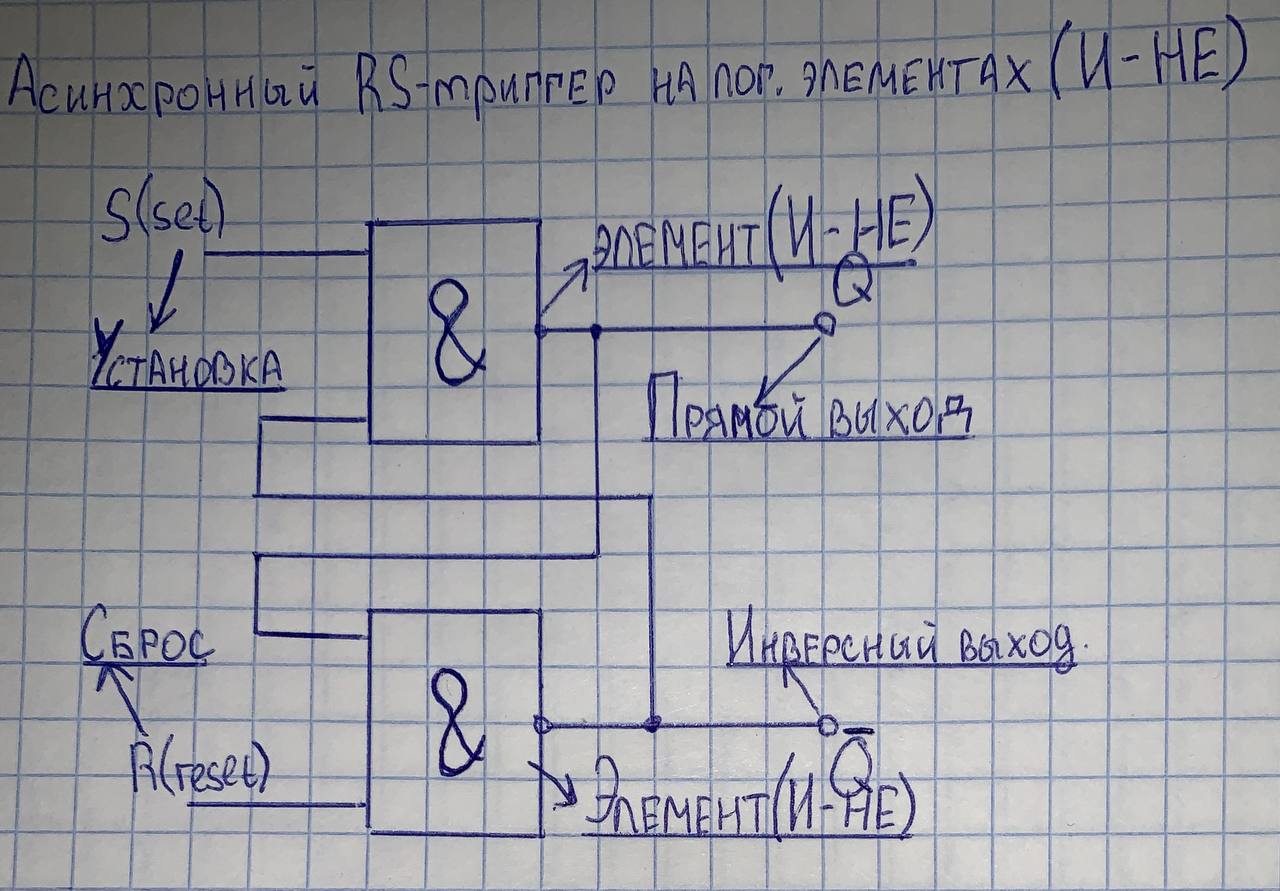 Асинхронный RS-триггер на лог. элементах (И-НЕ)
S(set)
элемент(И-НЕ)
Q
&
Установка
Прямой выход
Сброс
Инверсный выход.
&
R(reset)
Q̅
Элемент(И-НЕ)